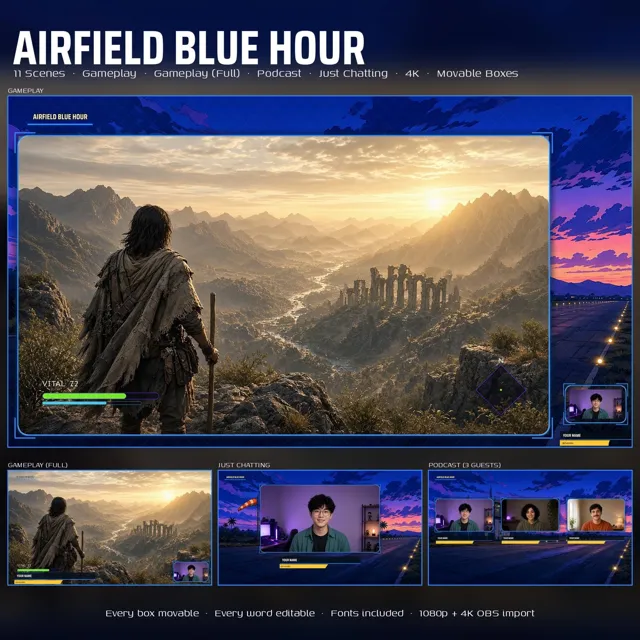 AIRFIELD BLUE HOUR
11 Scenes · Gameplay · Gameplay (Full) · Podcast · Just Chatting · 4K · Movable Boxes
GAMEPLAY
AIRFIELD BLUE HOUR
VITAL 72
YOUR NAME
GAMEPLAY (FULL)
JUST CHATTING
PODCAST (3 GUESTS)
YOUR NAME
YOUR NAME
Every box movable · Every word editable · Fonts included · 1080p + 4K OBS import